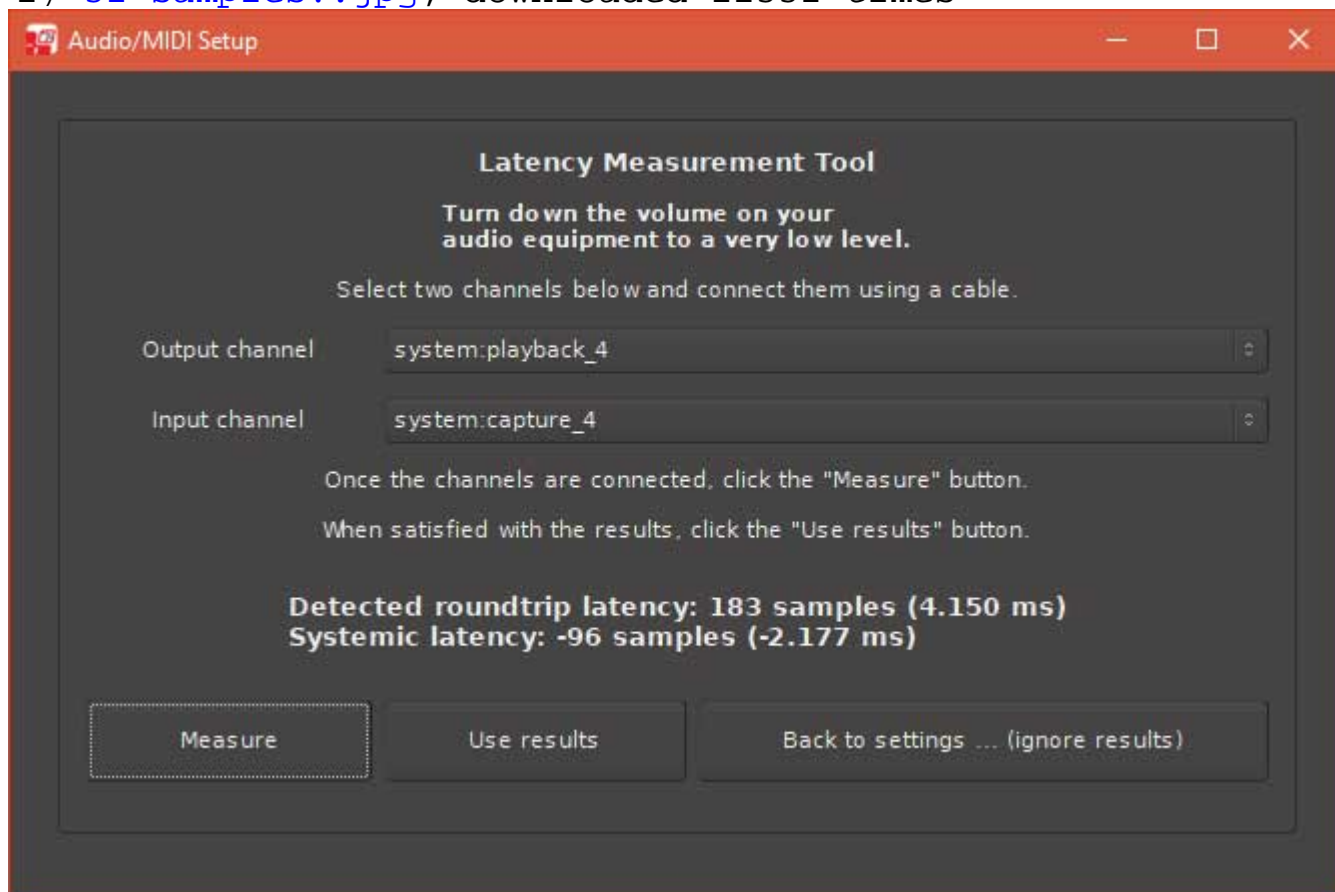 Audio/MIDI Setup
Latency Measurement Tool
Turn down the volume on your
audio equipment to a very low level.
Select two channels below and connect them using a cable.
Output channel system:playback_4
Input channel system:capture_4
Once the channels are connected, click the "Measure" button.
When satisfied with the results, click the "Use results" button.
Detected roundtrip latency: 183 samples (4.150 ms)
Systemic latency: -96 samples (-2.177 ms)
Measure Use results Back to settings ... (ignore results)